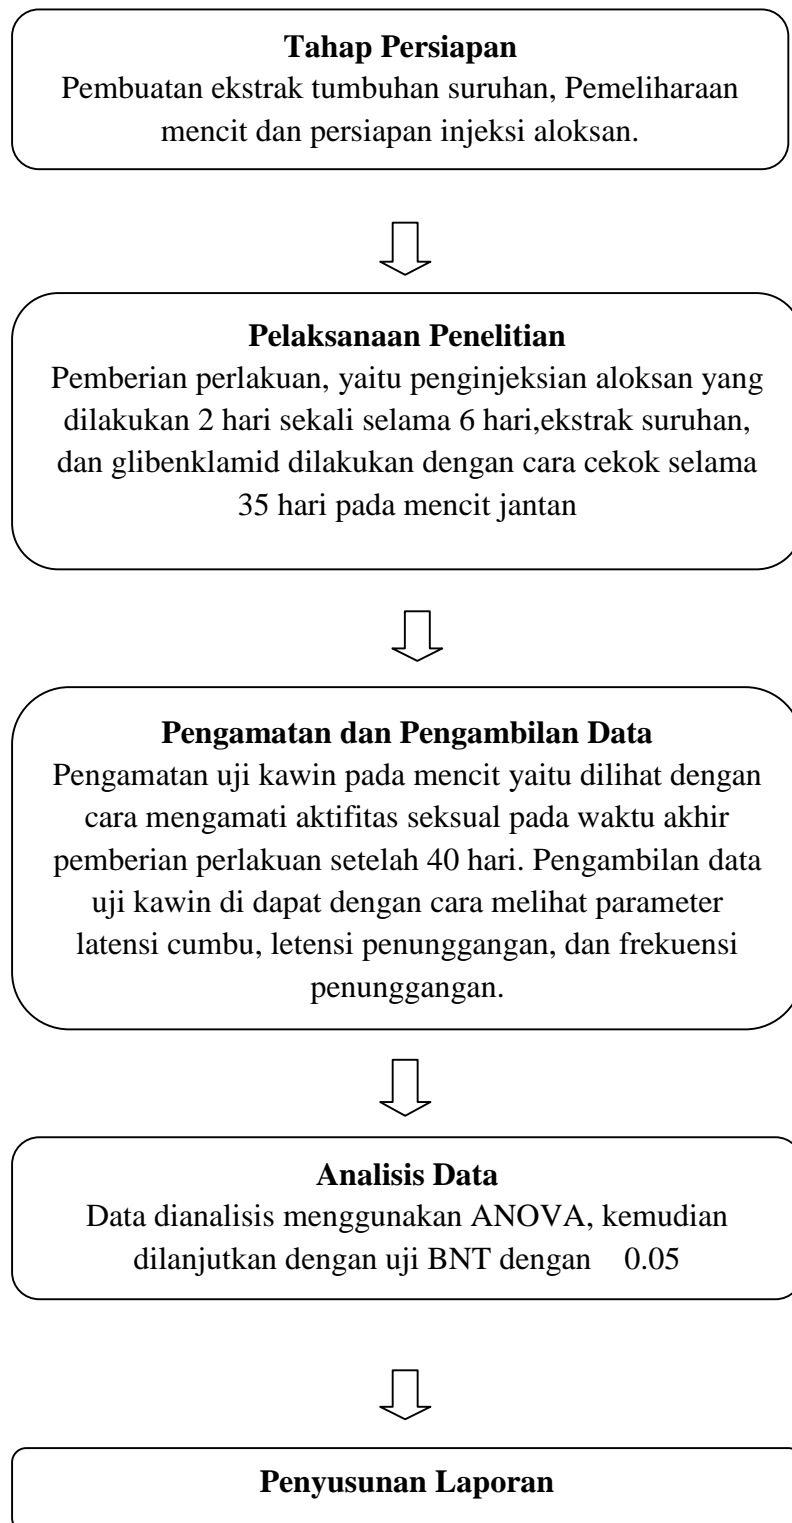 Tahap Persiapan
Pembuatan ekstrak tumbuhan suruhan, Pemeliharaan
mencit dan persiapan injeksi aloksan.
Pelaksanaan Penelitian
Pemberian perlakuan, yaitu penginjeksian aloksan yang
dilakukan 2 hari sekali selama 6 hari,ekstrak suruhan,
dan glibenklamid dilakukan dengan cara cekok selama
35 hari pada mencit jantan
Pengamatan dan Pengambilan Data
Pengamatan uji kawin pada mencit yaitu dilihat dengan
cara mengamati aktifitas seksual pada waktu akhir
pemberian perlakuan setelah 40 hari. Pengambilan data
uji kawin di dapat dengan cara melihat parameter
latensi cumbu, letensi penunggangan, dan frekuensi
penunggangan.
Analisis Data
Data dianalisis menggunakan ANOVA, kemudian
dilanjutkan dengan uji BNT dengan 0.05
Penyusunan Laporan